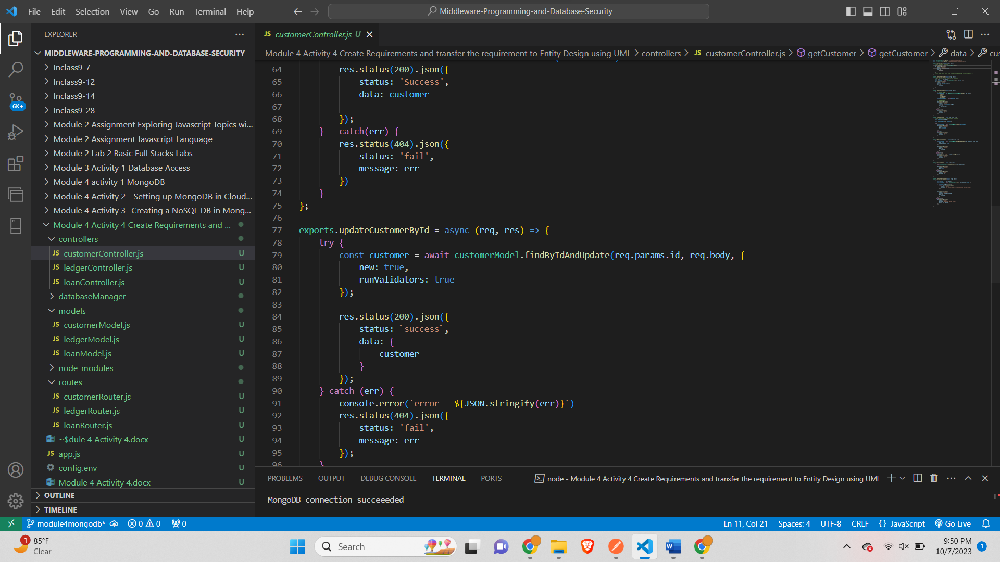 File Edit Selection View Go Run Terminal Help
Middleware-Programming-and-Database-Security
EXPLORER
MIDDLEWARE-PROGRAMMING-AND-DATABASE-SECURITY
Inclass9-7
Inclass9-12
Inclass9-14
Inclass9-28
Module 2 Assignment Exploring Javascript Topics wi...
Module 2 Assignment Javascript Language
Module 2 Lab 2 Basic Full Stacks Labs
Module 3 Activity 1 Database Access
Module 4 activity 1 MongoDB
Module 4 Activity 2 - Setting up MongoDB in Cloud...
Module 4 Activity 3- Creating a NoSQL DB in Mong...
Module 4 Activity 4 Create Requirements and ...
controllers
JS customerController.js U
JS ledgerController.js U
JS loanController.js U
databaseManager
models
JS customerModel.js U
JS ledgerModel.js U
JS loanModel.js U
node_modules
routes
JS customerRouter.js U
JS ledgerRouter.js U
JS loanRouter.js U
~$dule 4 Activity 4.docx U
JS app.js U
config.env U
Module 4 Activity 4.docx U
OUTLINE
TIMELINE
6K+
JS customerController.js U
Module 4 Activity 4 Create Requirements and transfer the requirement to Entity Design using UML > controllers > JS customerController.js > getCustomer > getCustomer > data > cus
64 res.status(200).json({
65 status: 'Success',
66 data: customer
67
68 });
69 } catch(err) {
70 res.status(404).json({
71 status: 'fail',
72 message: err
73 })
74 }
75 };
76
77 exports.updateCustomerById = async (req, res) => {
78 try {
79 const customer = await customerModel.findByIdAndUpdate(req.params.id, req.body, {
80 new: true,
81 runValidators: true
82 });
83
84 res.status(200).json({
85 status: `success`,
86 data: {
87 customer
88 }
89 });
90 } catch (err) {
91 console.error(`error - ${JSON.stringify(err)}`)
92 res.status(404).json({
93 status: 'fail',
94 message: err
95 });
96 }
PROBLEMS OUTPUT DEBUG CONSOLE TERMINAL PORTS
node - Module 4 Activity 4 Create Requirements and transfer the requirement to Entity Design using UML
MongoDB connection succeeeded
module4mongodb* 0 0 0
Ln 11, Col 21 Spaces: 4 UTF-8 CRLF {} JavaScript Go Live
1 85°F
Clear
Search
9:50 PM
10/7/2023
1